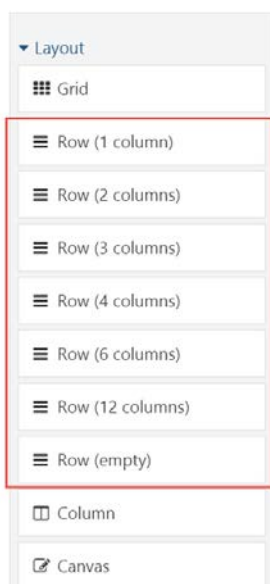 Layout
Grid
Row (1 column)
Row (2 columns)
Row (3 columns)
Row (4 columns)
Row (6 columns)
Row (12 columns)
Row (empty)
Column
Canvas